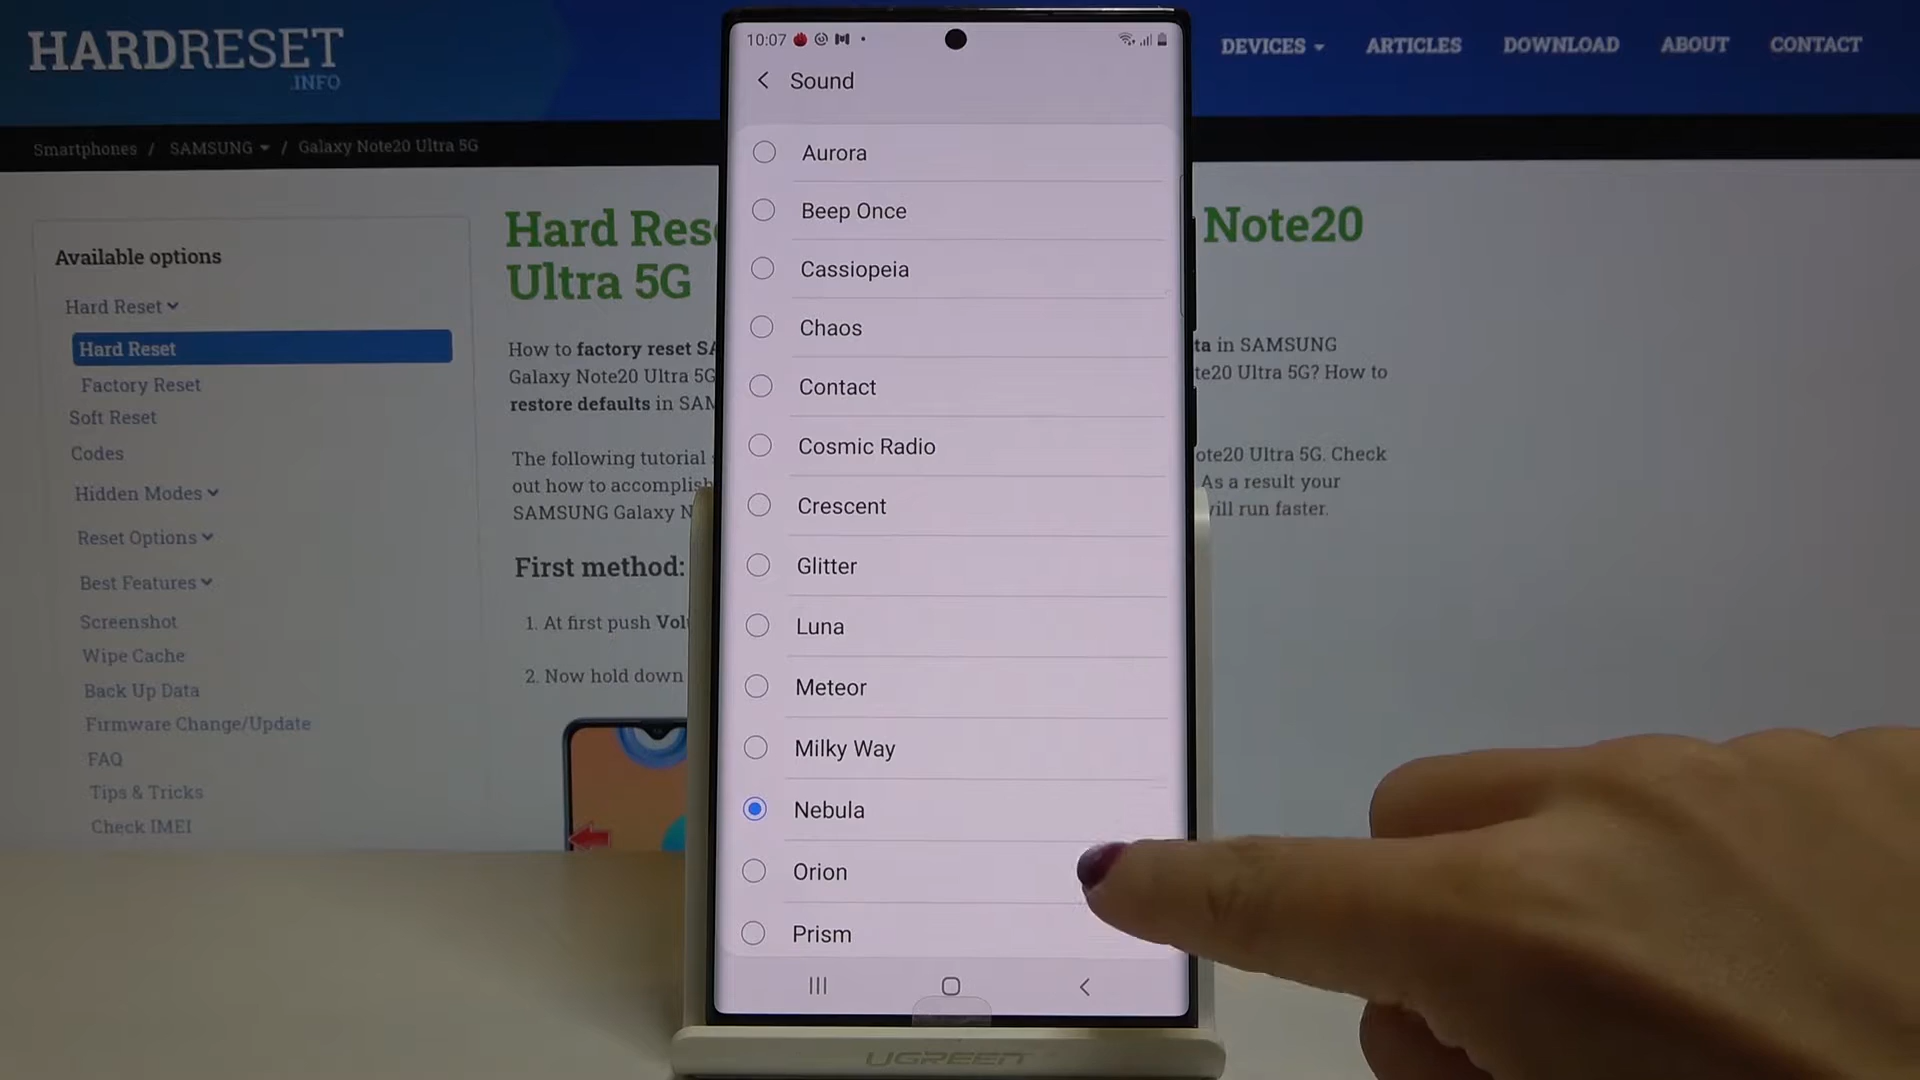 HARDRESET
.INFO
DEVICES
ARTICLES
DOWNLOAD
ABOUT
CONTACT
Smartphones / SAMSUNG / Galaxy Note20 Ultra 5G
Available options
Hard Reset
Hard Reset
Factory Reset
Soft Reset
Codes
Hidden Modes
Reset Options
Best Features
Screenshot
Wipe Cache
Back Up Data
Firmware Change/Update
FAQ
Tips & Tricks
Check IMEI
Hard Res Note20
Ultra 5G
How to factory reset SA ta in SAMSUNG
Galaxy Note20 Ultra 5G te20 Ultra 5G? How to
restore defaults in SAM
The following tutorial ote20 Ultra 5G. Check
out how to accomplish As a result your
SAMSUNG Galaxy N will run faster.
First method:
1. At first push Vol
2. Now hold down
10:07
Sound
Aurora
Beep Once
Cassiopeia
Chaos
Contact
Cosmic Radio
Crescent
Glitter
Luna
Meteor
Milky Way
Nebula
Orion
Prism
UGREEN